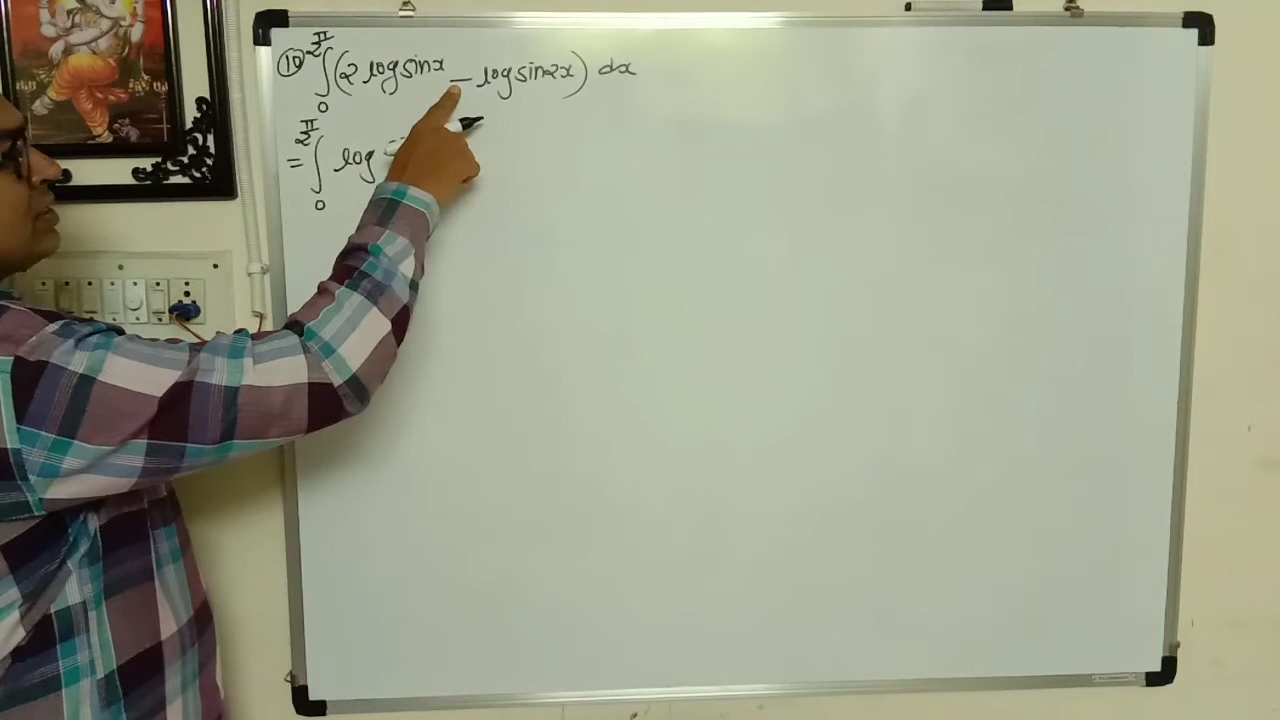 ⑩ ∫₀^{π/2} (2 log sin x − log sin 2x) dx
= ∫₀^{π/2} log